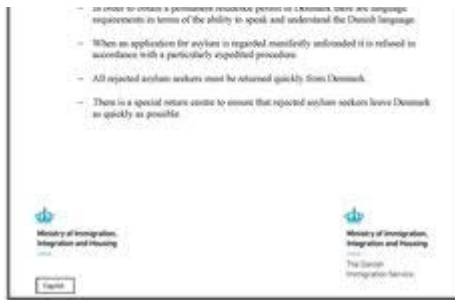 – In order to obtain a permanent residence permit in Denmark there are language
requirements in terms of the ability to speak and understand the Danish language.
– When an application for asylum is regarded manifestly unfounded it is refused in
accordance with a particularly expedited procedure.
– All rejected asylum seekers must be returned quickly from Denmark.
– There is a special return centre to ensure that rejected asylum seekers leave Denmark
as quickly as possible.
Ministry of Immigration,
Integration and Housing
Ministry of Immigration,
Integration and Housing
The Danish
Immigration Service
English